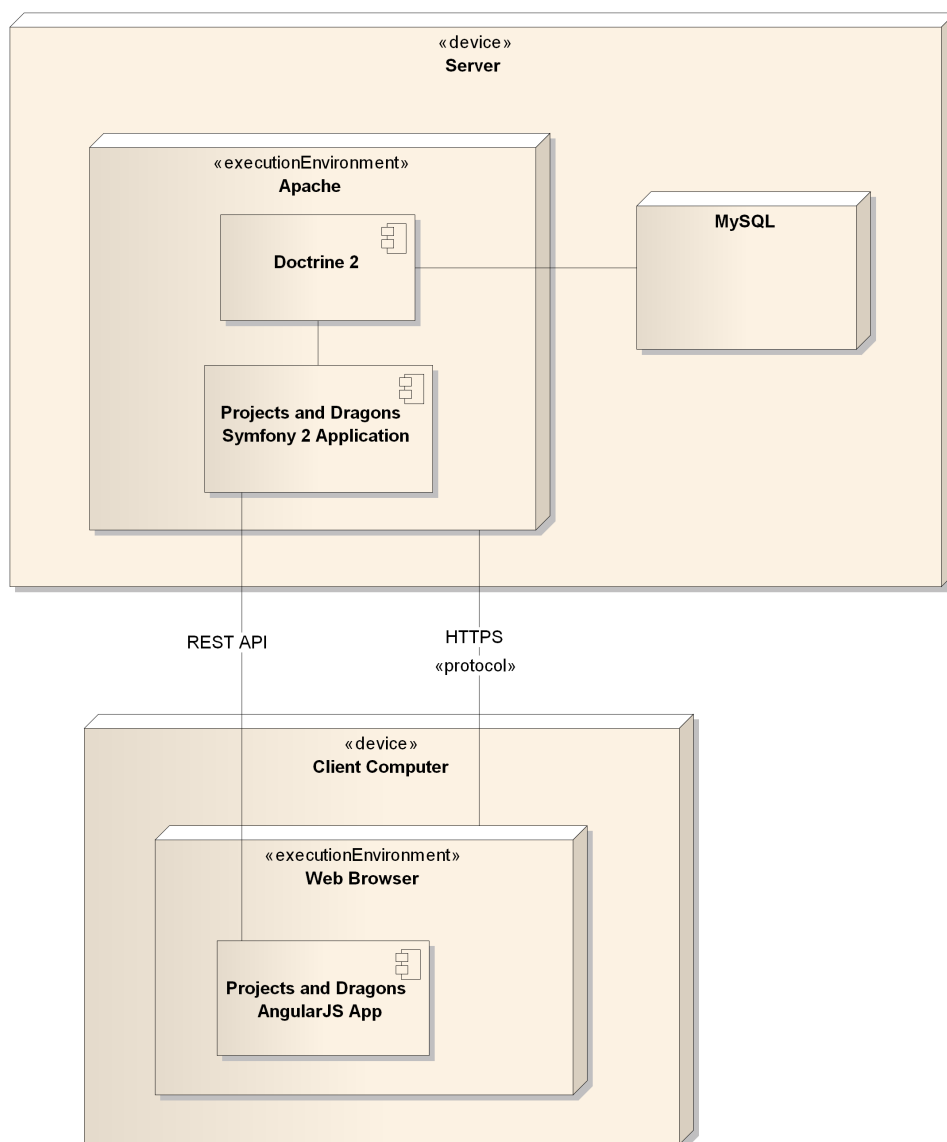 «device»
Server
«executionEnvironment»
Apache
Doctrine 2
MySQL
Projects and Dragons
Symfony 2 Application
REST API
HTTPS
«protocol»
«device»
Client Computer
«executionEnvironment»
Web Browser
Projects and Dragons
AngularJS App